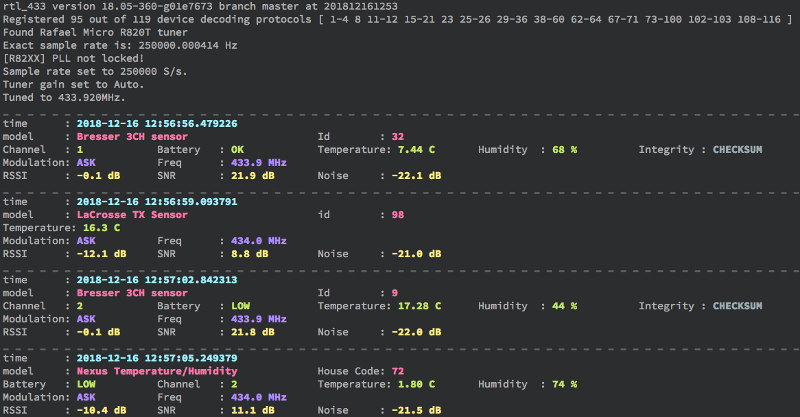 rtl_433 version 18.05-360-g01e7673 branch master at 201812161253
Registered 95 out of 119 device decoding protocols [ 1-4 8 11-12 15-21 23 25-26 29-36 38-60 62-64 67-71 73-100 102-103 108-116 ]
Found Rafael Micro R820T tuner
Exact sample rate is: 250000.000414 Hz
[R82XX] PLL not locked!
Sample rate set to 250000 S/s.
Tuner gain set to Auto.
Tuned to 433.920MHz.
_ _ _ _ _ _ _ _ _ _ _ _ _ _ _ _ _ _ _ _ _ _ _ _ _ _ _ _ _ _ _ _ _ _ _ _ _ _ _ _ _ _ _ _ _ _ _ _ _ _ _ _ _ _ _ _ _ _ _ _ _ _ _ _
time : 2018-12-16 12:56:56.479226
model : Bresser 3CH sensor Id : 32
Channel : 1 Battery : OK Temperature: 7.44 C Humidity : 68 % Integrity : CHECKSUM
Modulation: ASK Freq : 433.9 MHz
RSSI : -0.1 dB SNR : 21.9 dB Noise : -22.1 dB
_ _ _ _ _ _ _ _ _ _ _ _ _ _ _ _ _ _ _ _ _ _ _ _ _ _ _ _ _ _ _ _ _ _ _ _ _ _ _ _ _ _ _ _ _ _ _ _ _ _ _ _ _ _ _ _ _ _ _ _ _ _ _ _
time : 2018-12-16 12:56:59.093791
model : LaCrosse TX Sensor id : 98
Temperature: 16.3 C
Modulation: ASK Freq : 434.0 MHz
RSSI : -12.1 dB SNR : 8.8 dB Noise : -21.0 dB
_ _ _ _ _ _ _ _ _ _ _ _ _ _ _ _ _ _ _ _ _ _ _ _ _ _ _ _ _ _ _ _ _ _ _ _ _ _ _ _ _ _ _ _ _ _ _ _ _ _ _ _ _ _ _ _ _ _ _ _ _ _ _ _
time : 2018-12-16 12:57:02.842313
model : Bresser 3CH sensor Id : 9
Channel : 2 Battery : LOW Temperature: 17.28 C Humidity : 44 % Integrity : CHECKSUM
Modulation: ASK Freq : 433.9 MHz
RSSI : -0.1 dB SNR : 21.8 dB Noise : -22.0 dB
_ _ _ _ _ _ _ _ _ _ _ _ _ _ _ _ _ _ _ _ _ _ _ _ _ _ _ _ _ _ _ _ _ _ _ _ _ _ _ _ _ _ _ _ _ _ _ _ _ _ _ _ _ _ _ _ _ _ _ _ _ _ _ _
time : 2018-12-16 12:57:05.249379
model : Nexus Temperature/Humidity House Code: 72
Battery : LOW Channel : 2 Temperature: 1.80 C Humidity : 74 %
Modulation: ASK Freq : 434.0 MHz
RSSI : -10.4 dB SNR : 11.1 dB Noise : -21.5 dB